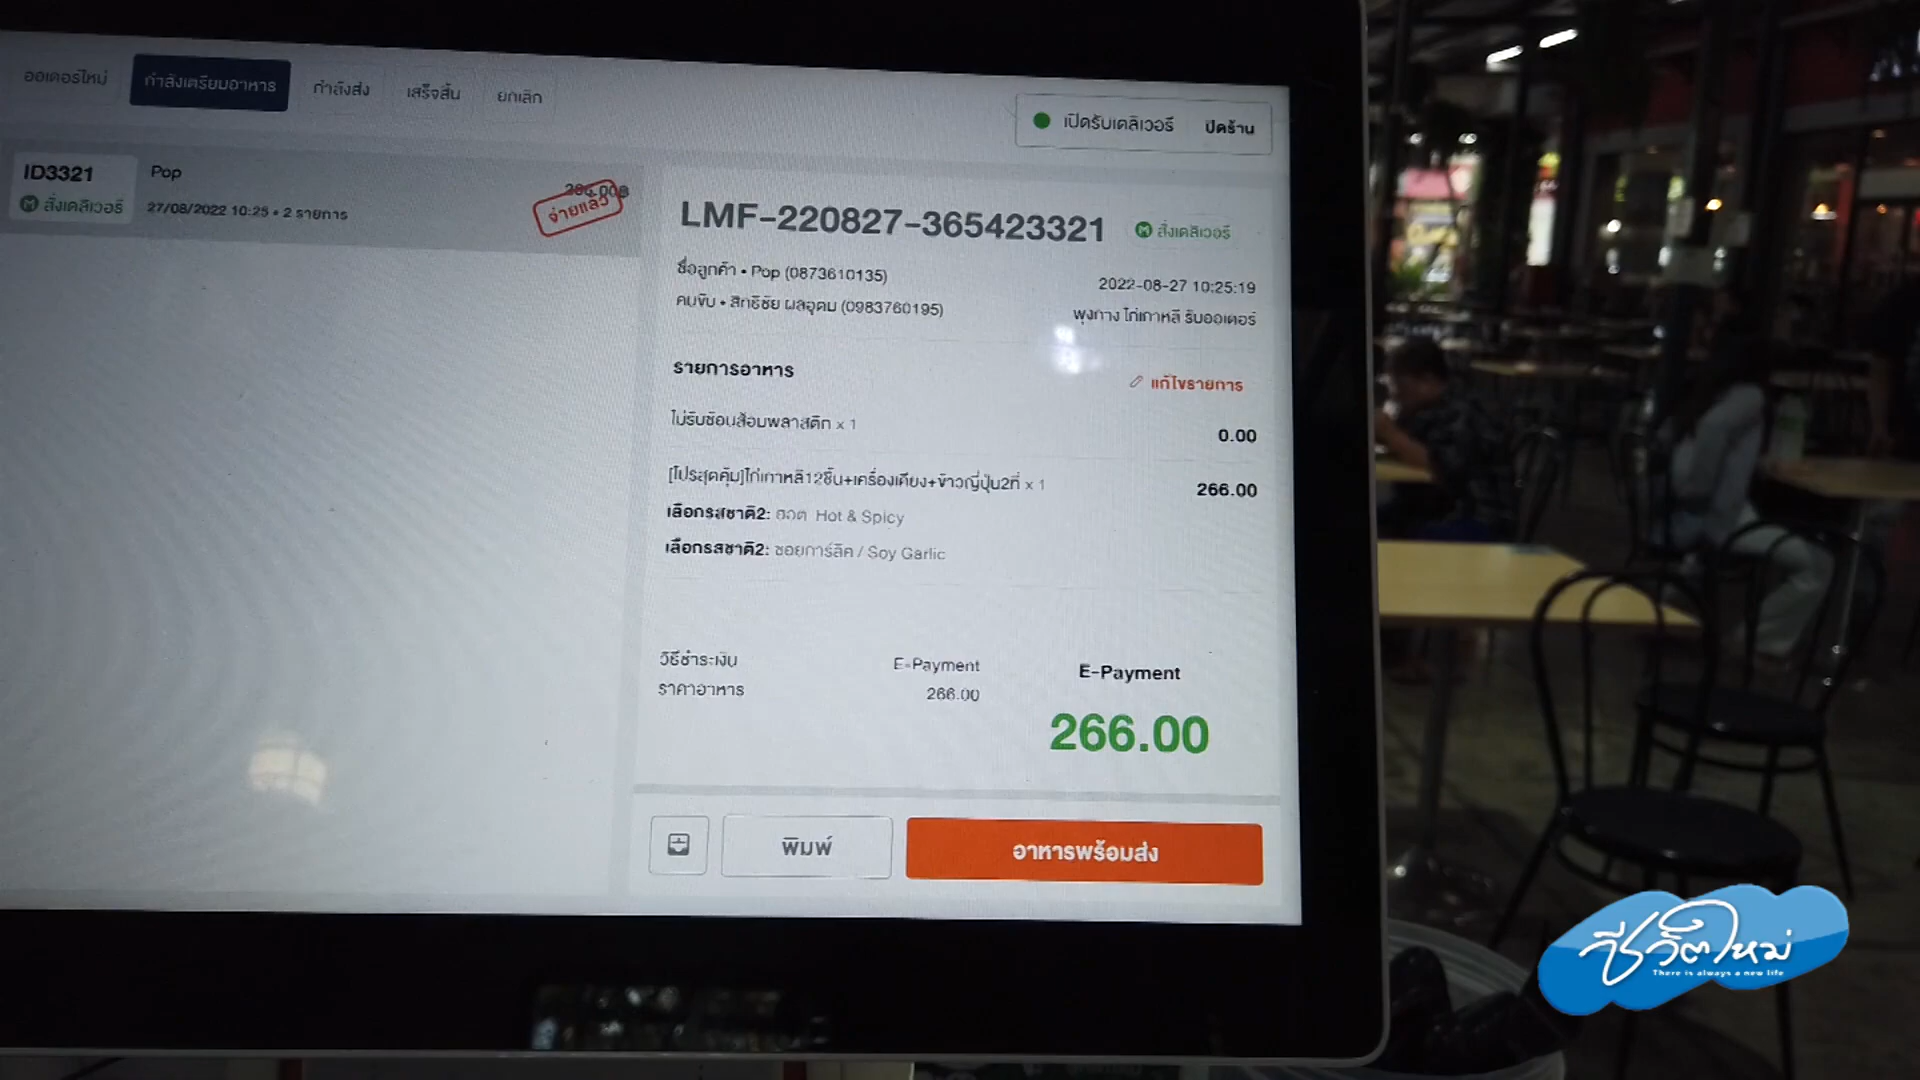 ออเดอร์ใหม่
กำลังเตรียมอาหาร
กำลังส่ง
เสร็จสิ้น
ยกเลิก
เปิดรับเดลิเวอรี
ปิดร้าน
ID3321
Pop
สั่งเดลิเวอรี
27/08/2022 10:25 • 2 รายการ
จ่ายแล้ว
LMF-220827-365423321
สั่งเดลิเวอรี
ชื่อลูกค้า • Pop (0873610135)
2022-08-27 10:25:19
คนขับ • สิทธิชัย ผลอุดม (0983760195)
พุงกาง ไก่เกาหลี รับออเดอร์
รายการอาหาร
แก้ไขรายการ
ไม่รับช้อนส้อมพลาสติก x 1
0.00
[โปรสุดคุ้ม]ไก่เกาหลี12ชิ้น+เครื่องเคียง+ข้าวญี่ปุ่น2ที่ x 1
266.00
เลือกรสชาติ2: ฮอต Hot & Spicy
เลือกรสชาติ2: ซอยการ์ลิค / Soy Garlic
วิธีชำระเงิน
E-Payment
E-Payment
ราคาอาหาร
266.00
266.00
พิมพ์
อาหารพร้อมส่ง
ชีวิตใหม่
There is always a new life